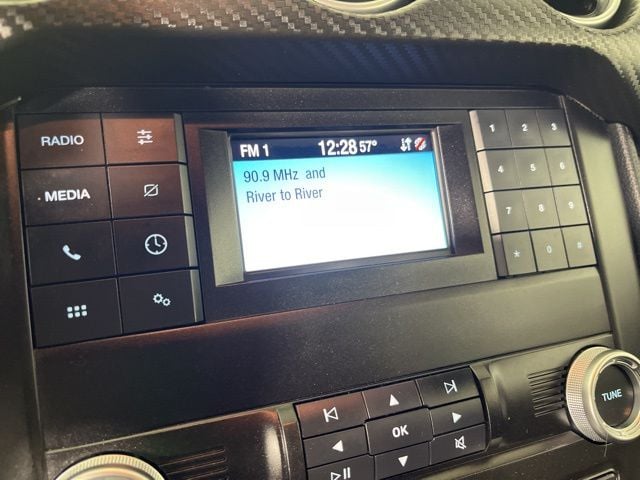 FM 1 12:28 57°
90.9 MHz and
River to River
RADIO
MEDIA
1 2 3
4 5 6
7 8 9
* 0 #
OK
TUNE